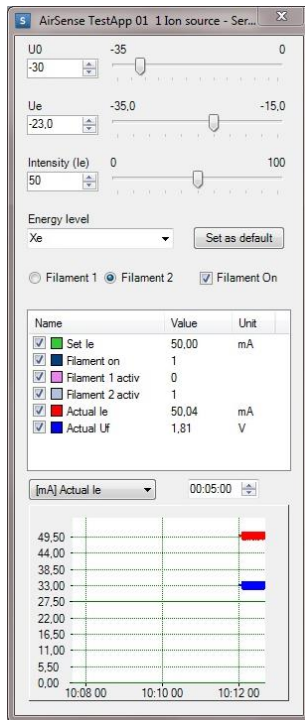 S AirSense TestApp 01 1 Ion source - Ser...
U0 -35 0
-30
Ue -35,0 -15,0
-23,0
Intensity (Ie) 0 100
50
Energy level
Xe Set as default
Filament 1 Filament 2 Filament On
Name Value Unit
Set Ie 50,00 mA
Filament on 1
Filament 1 activ 0
Filament 2 activ 1
Actual Ie 50,04 mA
Actual Uf 1,81 V
[mA] Actual Ie 00:05:00
49,50
44,00
38,50
33,00
27,50
22,00
16,50
11,00
5,50
0,00
10:08 00 10:10 00 10:12 00